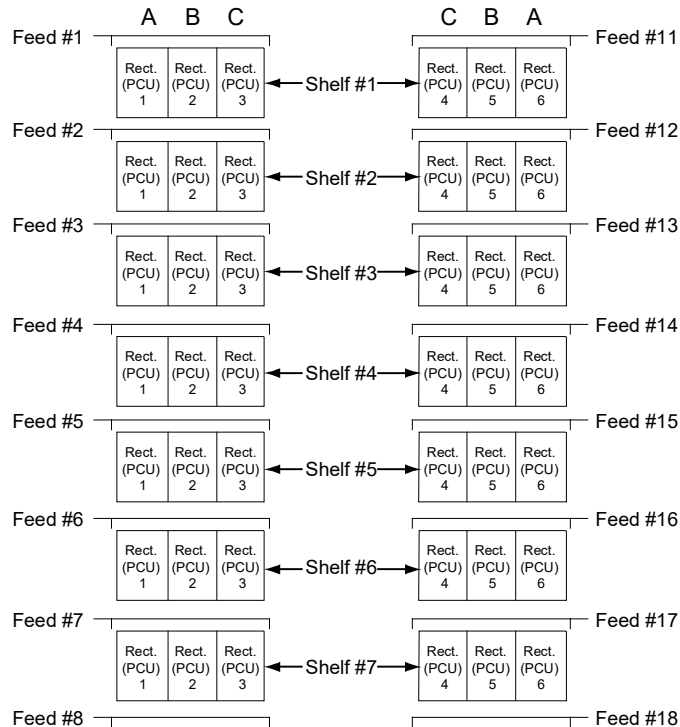 A B C C B A
Feed #1 Feed #11
Rect. Rect. Rect. Rect. Rect. Rect.
(PCU) (PCU) (PCU) Shelf #1 (PCU) (PCU) (PCU)
1 2 3 4 5 6
Feed #2 Feed #12
Rect. Rect. Rect. Rect. Rect. Rect.
(PCU) (PCU) (PCU) Shelf #2 (PCU) (PCU) (PCU)
1 2 3 4 5 6
Feed #3 Feed #13
Rect. Rect. Rect. Rect. Rect. Rect.
(PCU) (PCU) (PCU) Shelf #3 (PCU) (PCU) (PCU)
1 2 3 4 5 6
Feed #4 Feed #14
Rect. Rect. Rect. Rect. Rect. Rect.
(PCU) (PCU) (PCU) Shelf #4 (PCU) (PCU) (PCU)
1 2 3 4 5 6
Feed #5 Feed #15
Rect. Rect. Rect. Rect. Rect. Rect.
(PCU) (PCU) (PCU) Shelf #5 (PCU) (PCU) (PCU)
1 2 3 4 5 6
Feed #6 Feed #16
Rect. Rect. Rect. Rect. Rect. Rect.
(PCU) (PCU) (PCU) Shelf #6 (PCU) (PCU) (PCU)
1 2 3 4 5 6
Feed #7 Feed #17
Rect. Rect. Rect. Rect. Rect. Rect.
(PCU) (PCU) (PCU) Shelf #7 (PCU) (PCU) (PCU)
1 2 3 4 5 6
Feed #8 Feed #18